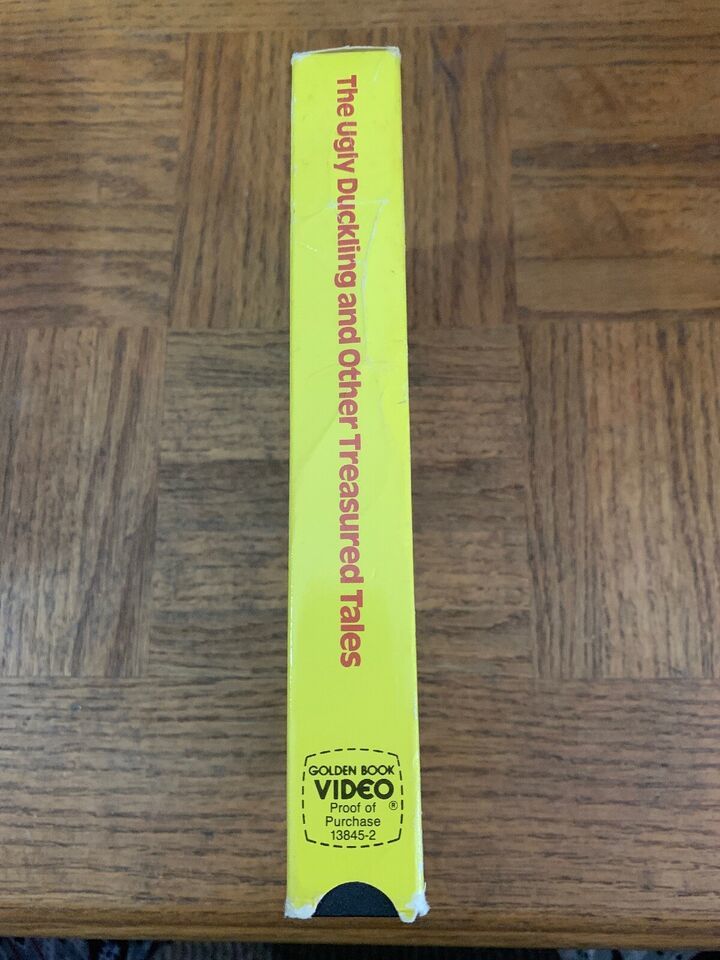 The Ugly Duckling and Other Treasured Tales
GOLDEN BOOK
VIDEO
®
Proof of
Purchase
13845-2